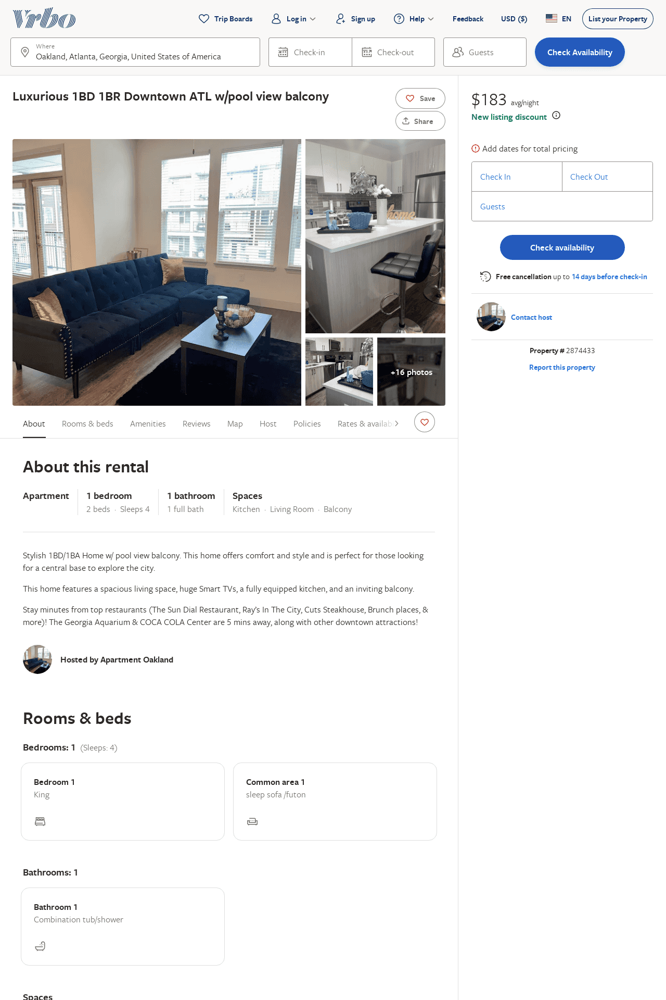 Vrbo
Trip Boards
Log in
Sign up
Help
Feedback
USD ($)
EN
List your Property
Where
Oakland, Atlanta, Georgia, United States of America
Check-in
Check-out
Guests
Check Availability
Luxurious 1BD 1BR Downtown ATL w/pool view balcony
Save
Share
home
+16 photos
$183 avg/night
New listing discount
Add dates for total pricing
Check In
Check Out
Guests
Check availability
Free cancellation up to 14 days before check-in
Contact host
Property # 2874433
Report this property
About
Rooms & beds
Amenities
Reviews
Map
Host
Policies
Rates & availab
About this rental
Apartment
1 bedroom
2 beds · Sleeps 4
1 bathroom
1 full bath
Spaces
Kitchen · Living Room · Balcony
Stylish 1BD/1BA Home w/ pool view balcony. This home offers comfort and style and is perfect for those looking
for a central base to explore the city.
This home features a spacious living space, huge Smart TVs, a fully equipped kitchen, and an inviting balcony.
Stay minutes from top restaurants (The Sun Dial Restaurant, Ray’s In The City, Cuts Steakhouse, Brunch places, &
more)! The Georgia Aquarium & COCA COLA Center are 5 mins away, along with other downtown attractions!
Hosted by Apartment Oakland
Rooms & beds
Bedrooms: 1 (Sleeps: 4)
Bedroom 1
King
Common area 1
sleep sofa /futon
Bathrooms: 1
Bathroom 1
Combination tub/shower
Spaces